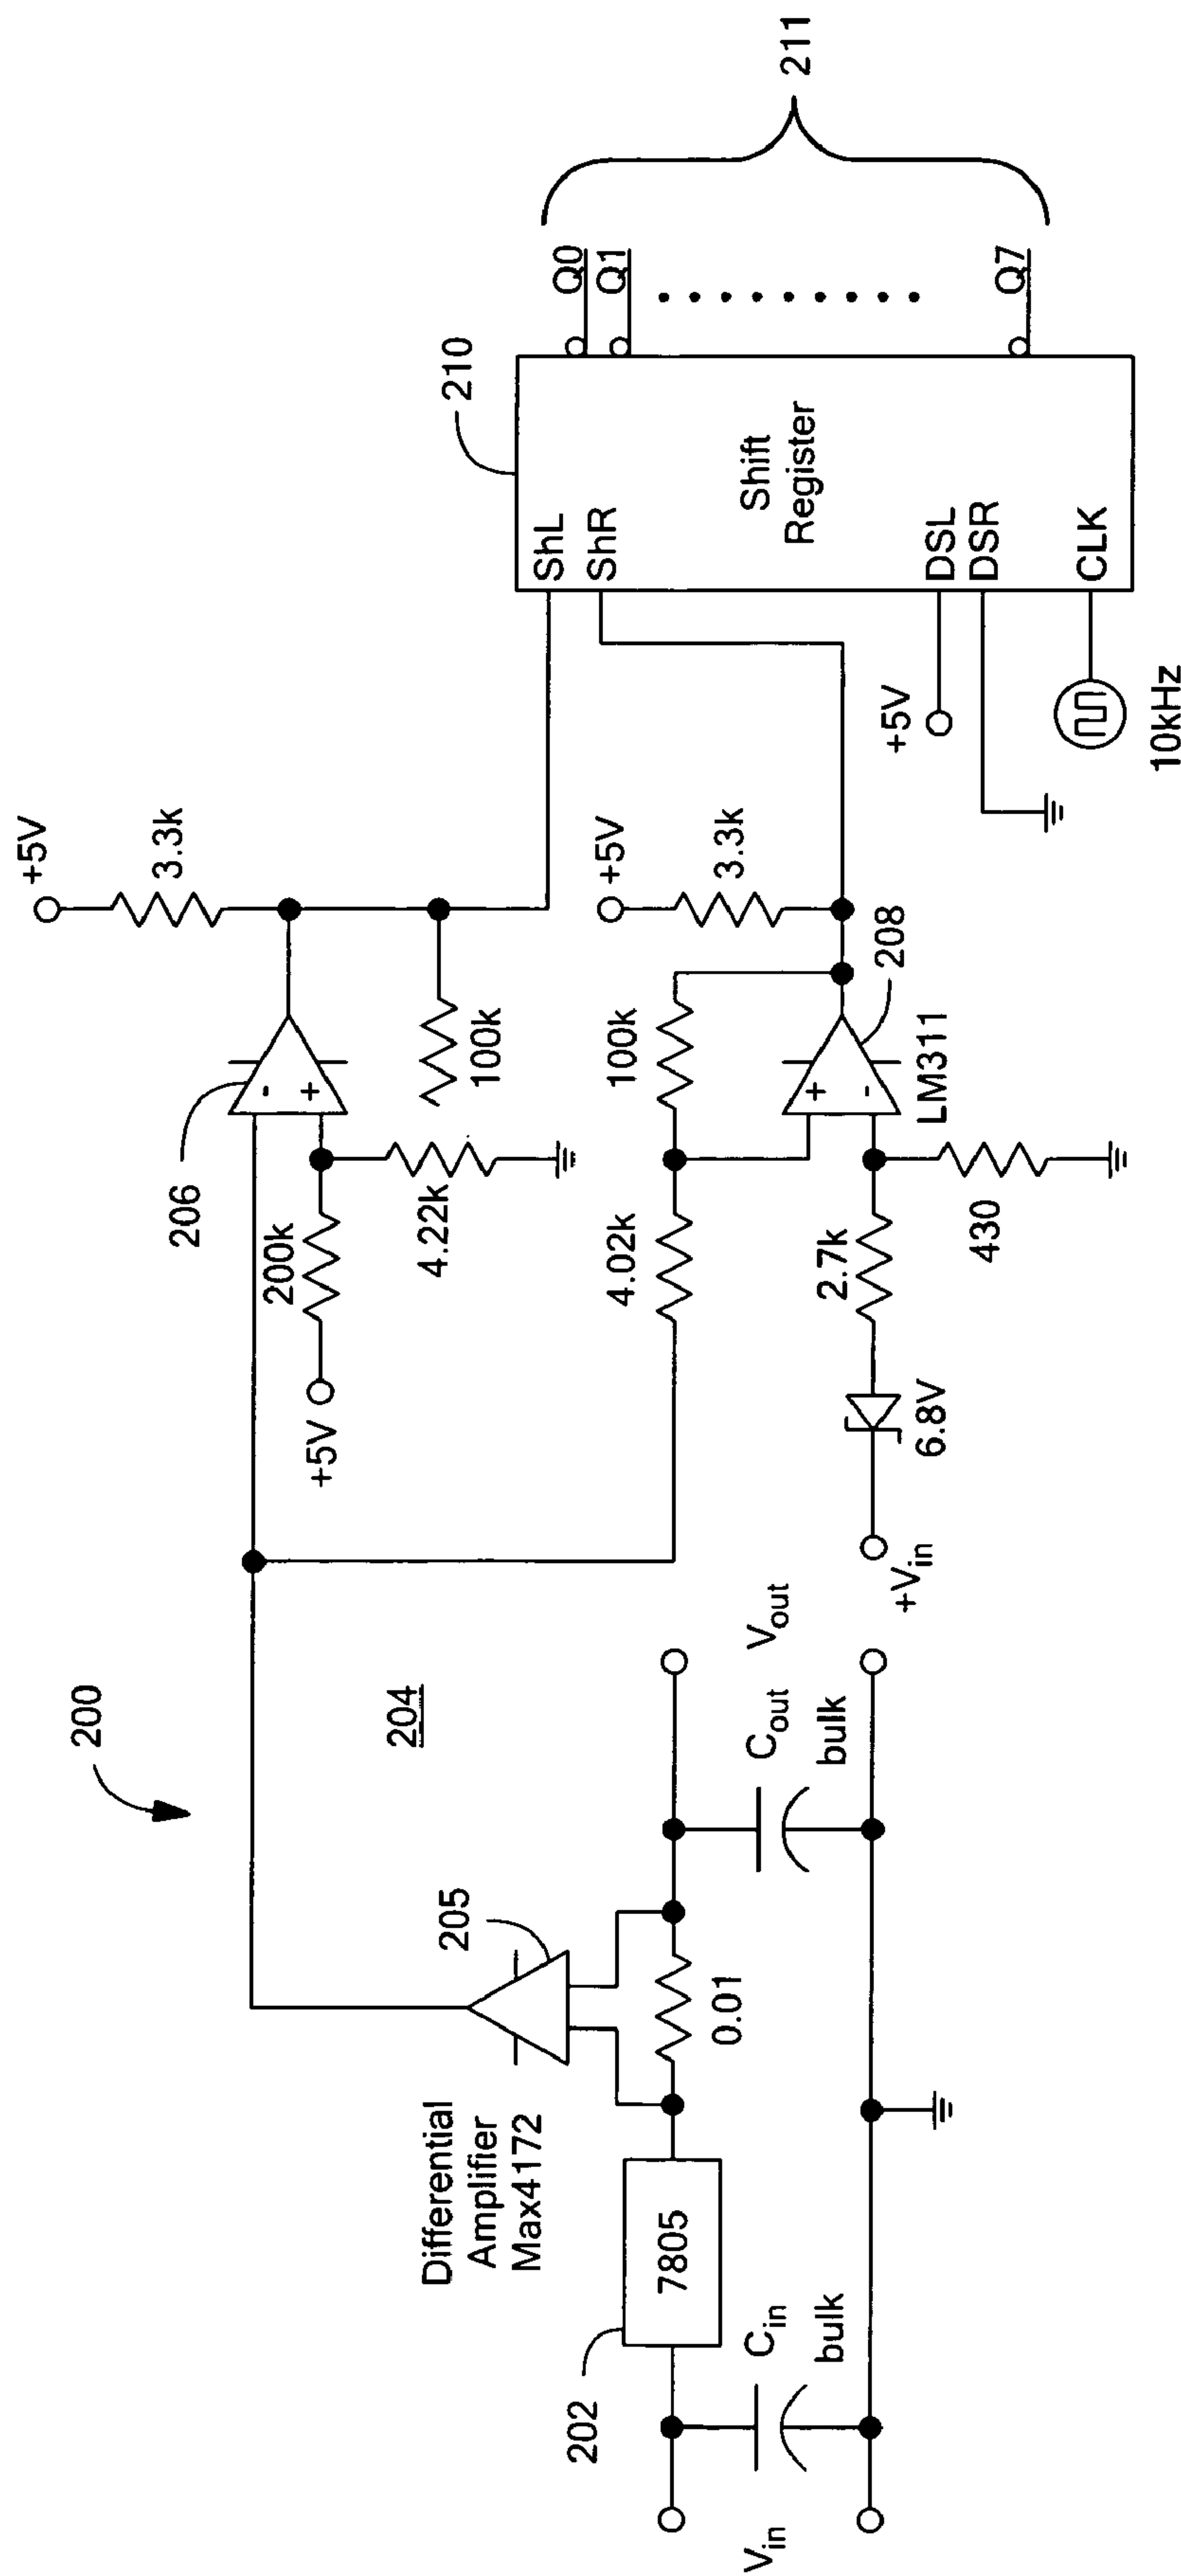 200
204
211
210
+5V
3.3k
206
-
+
200k
+5V
4.22k
100k
+5V
3.3k
100k
4.02k
+
-
208
LM311
2.7k
430
6.8V
+Vin
ShL
ShR
Shift
Register
DSL
DSR
CLK
+5V
10kHz
Q0
Q1
Q7
Differential
Amplifier
Max4172
205
0.01
202
7805
Vin
Cin
bulk
Cout
bulk
Vout